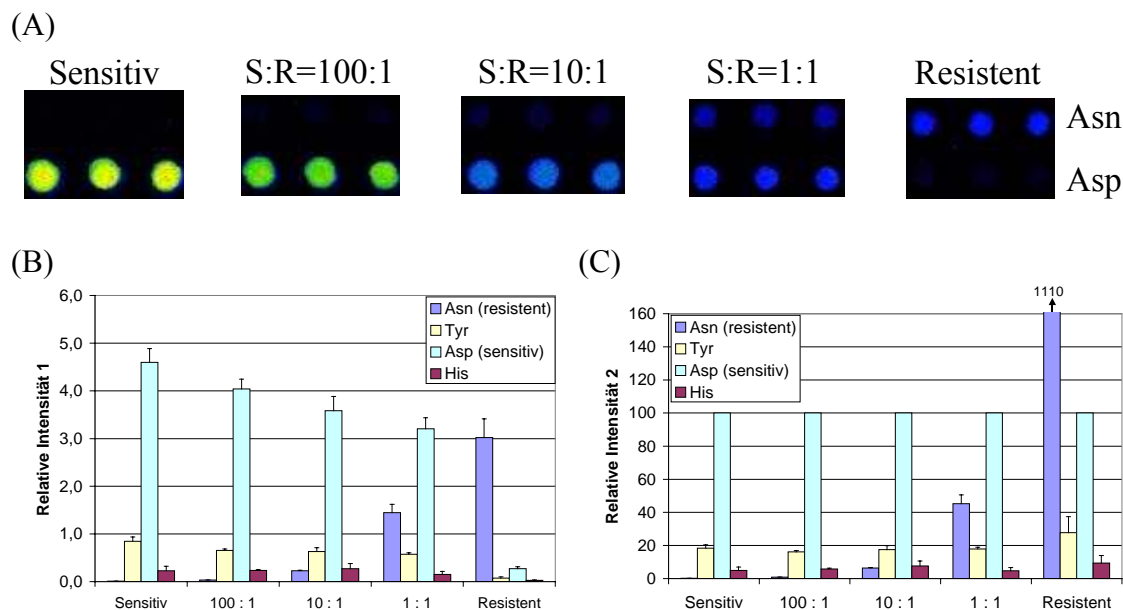 (A)
Sensitiv S:R=100:1 S:R=10:1 S:R=1:1 Resistent
Asn
Asp
(B)
6,0
5,0
4,0
3,0
2,0
1,0
0,0
Relative Intensität 1
Asn (resistent)
Tyr
Asp (sensitiv)
His
Sensitiv 100 : 1 10 : 1 1 : 1 Resistent
(C)
1110
160
140
120
100
80
60
40
20
0
Relative Intensität 2
Asn (resistent)
Tyr
Asp (sensitiv)
His
Sensitiv 100 : 1 10 : 1 1 : 1 Resistent